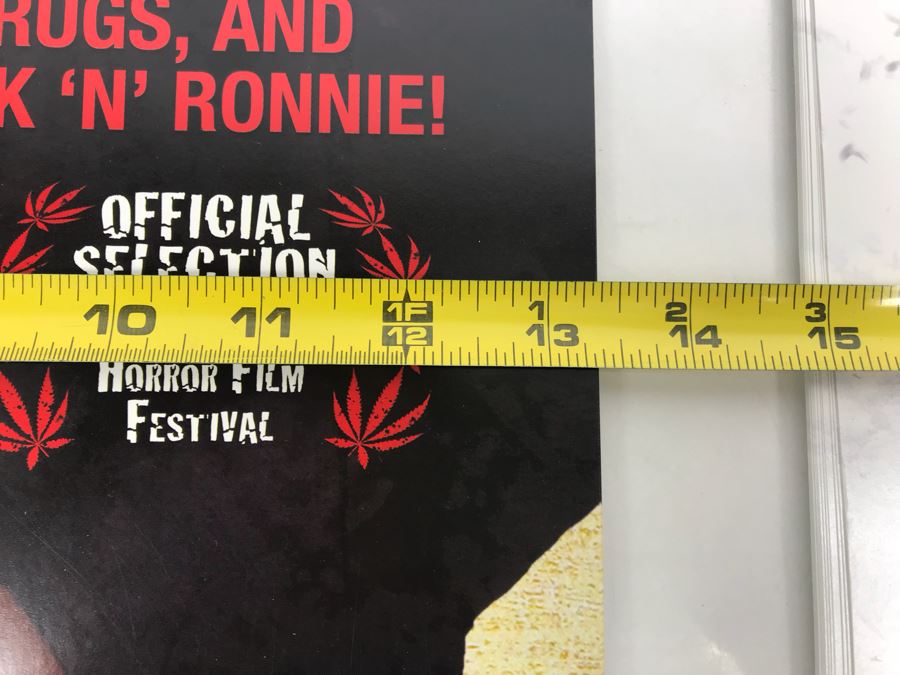 RUGS, AND
K ‘N’ RONNIE!
OFFICIAL
SELECTION
10 11 1F 1 2 3
12 13 14 15
HORROR FILM
FESTIVAL